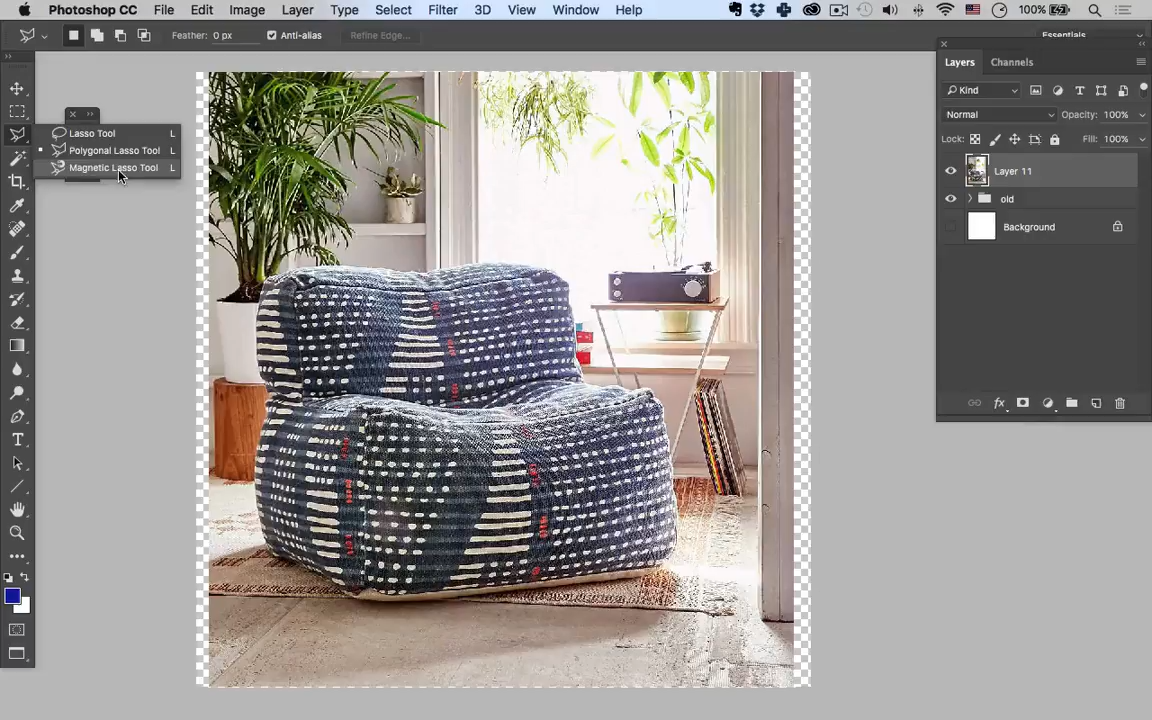 Photoshop CC File Edit Image Layer Type Select Filter 3D View Window Help 100%
Feather: 0 px Anti-alias Refine Edge... Essentials
Layers Channels
Kind
Normal Opacity: 100%
Lock: Fill: 100%
Lasso Tool L
Polygonal Lasso Tool L
Magnetic Lasso Tool L
Layer 11
old
Background
fx